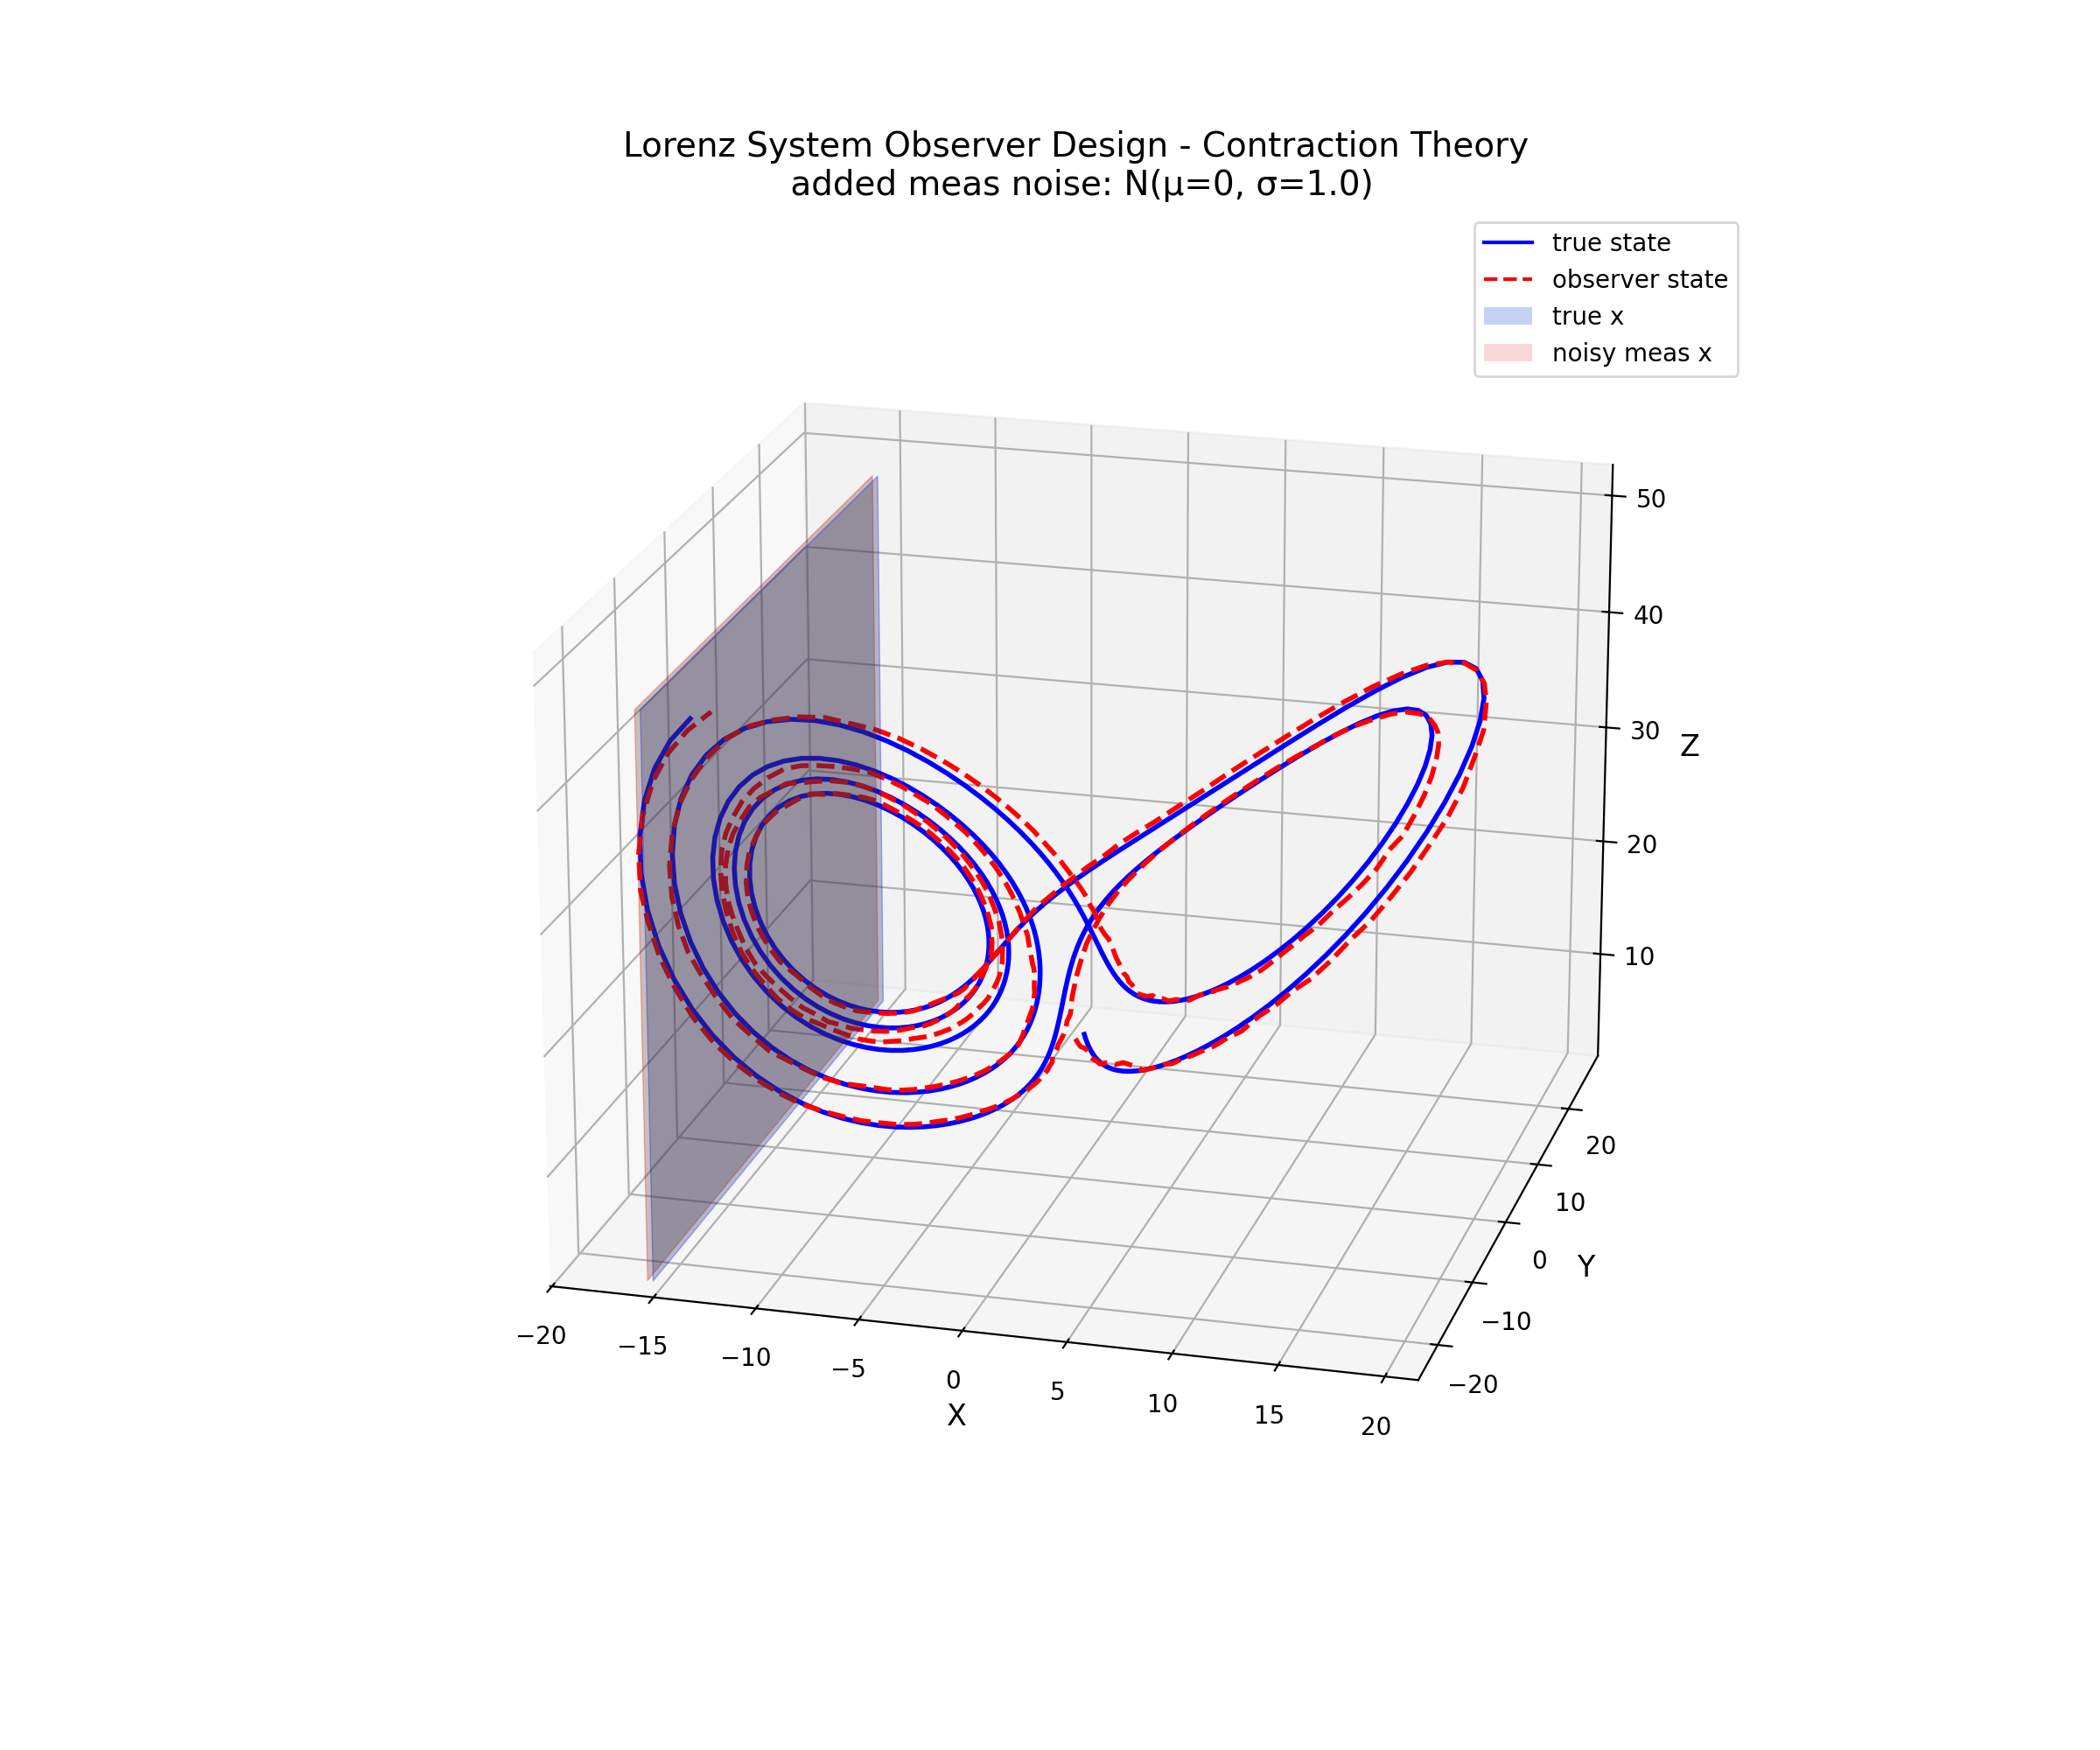 Lorenz System Observer Design - Contraction Theory
added meas noise: N(μ=0, σ=1.0)
true state
observer state
true x
noisy meas x
50
40
30
Z
20
10
20
10
0
Y
−10
−20
−20
−15
−10
−5
0
5
10
15
20
X